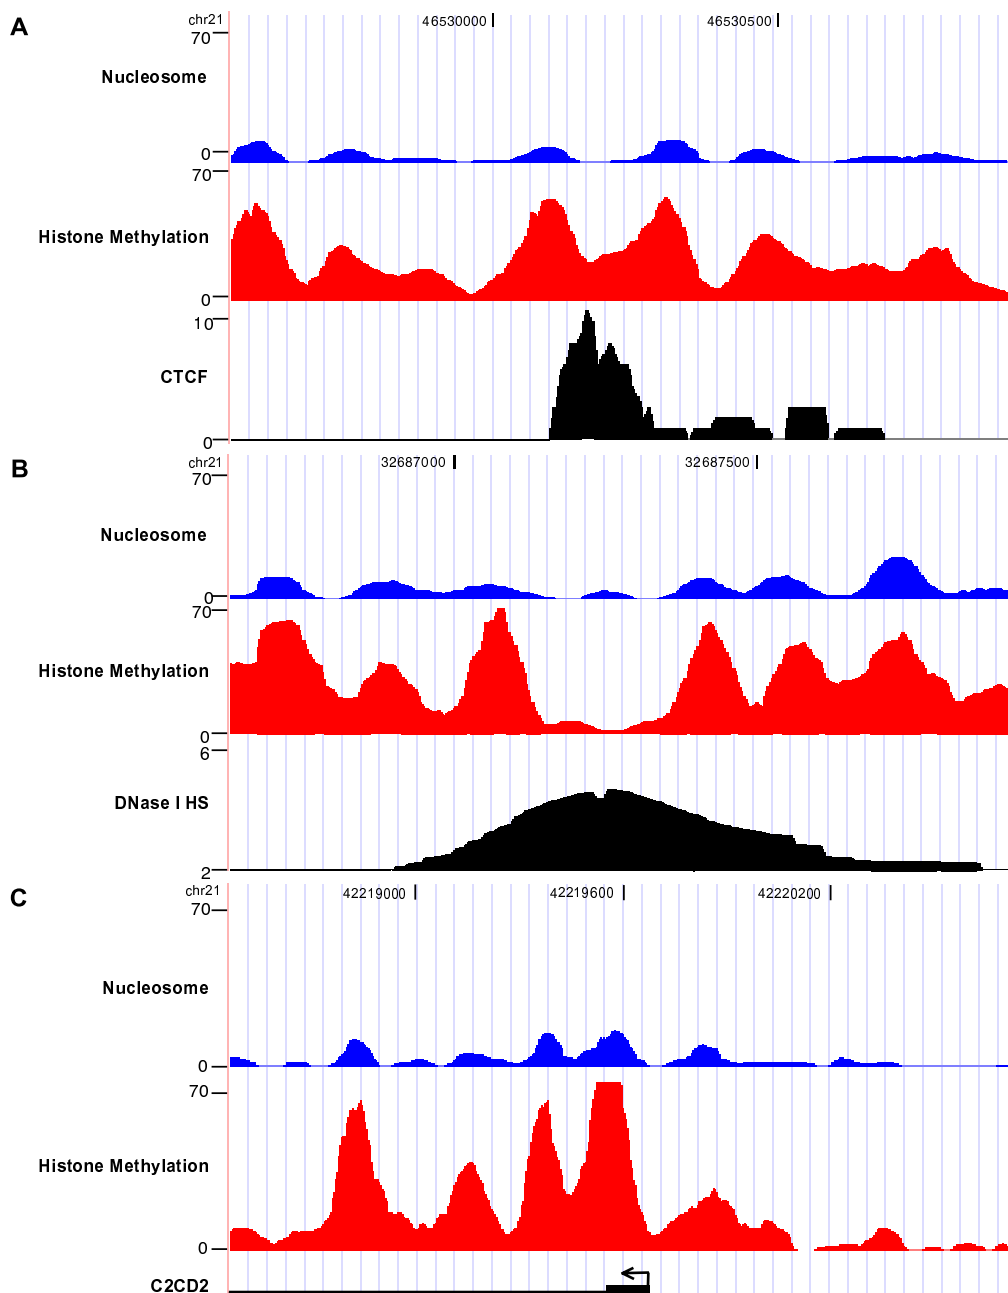 A
chr21
46530000
46530500
70
Nucleosome
0
70
Histone Methylation
0
10
CTCF
0
B
chr21
32687000
32687500
70
Nucleosome
0
70
Histone Methylation
0
6
DNase I HS
2
C
chr21
42219000
42219600
42220200
70
Nucleosome
0
70
Histone Methylation
0
C2CD2